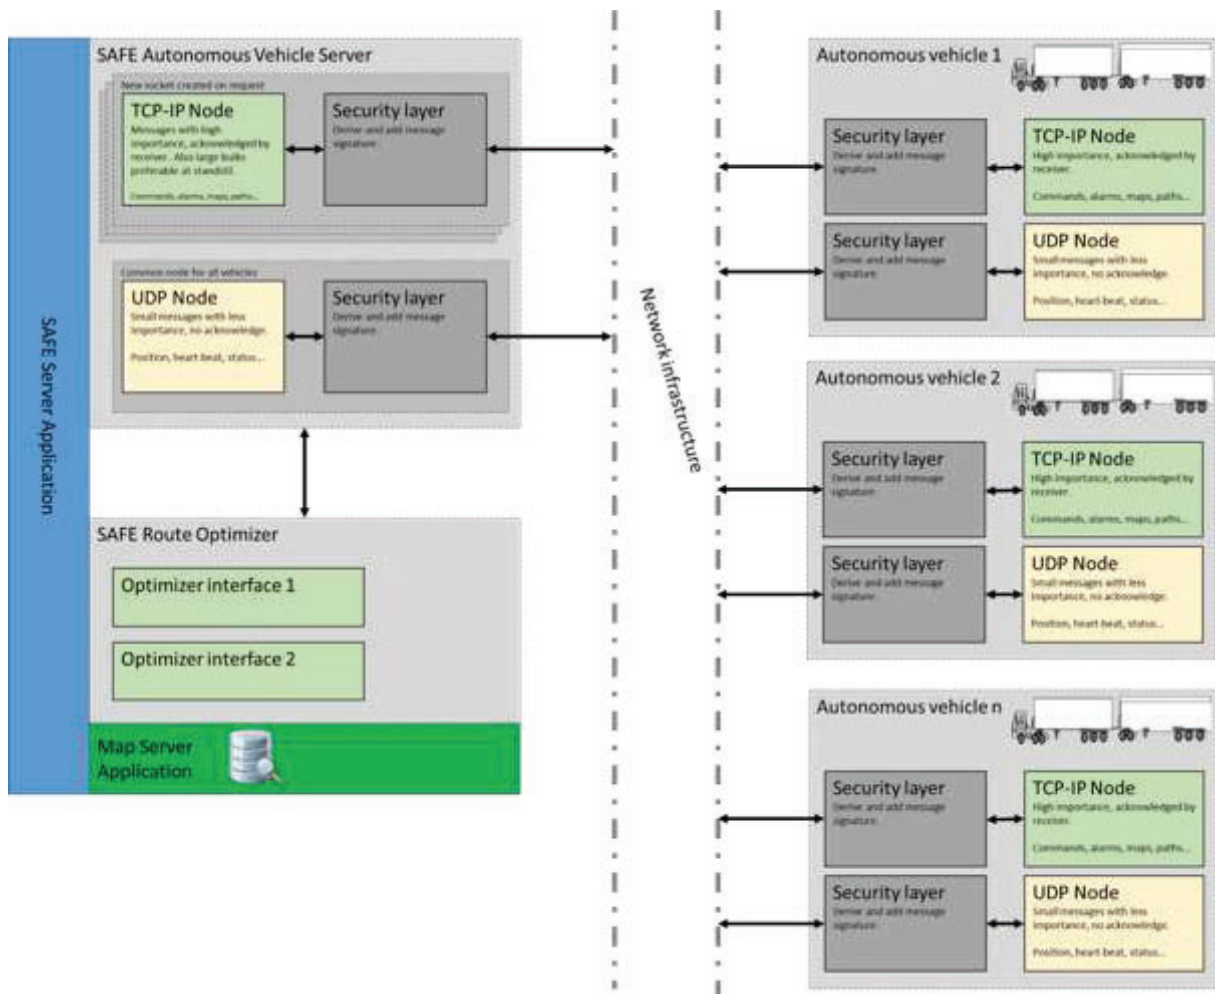 SAFE Server Application
SAFE Autonomous Vehicle Server
New socket created on request
TCP-IP Node
Messages with high
importance, acknowledged by
receiver. Also large bulks
preferable at standstill.
Commands, alarms, maps, paths...
Security layer
Derive and add message
signature.
Common node for all vehicles
UDP Node
Small messages with less
importance, no acknowledge.
Position, heart beat, status...
Security layer
Derive and add message
signature.
SAFE Route Optimizer
Optimizer interface 1
Optimizer interface 2
Map Server
Application
Network infrastructure
Autonomous vehicle 1
Security layer
Derive and add message
signature.
TCP-IP Node
High importance, acknowledged by
receiver.
Commands, alarms, maps, paths...
Security layer
Derive and add message
signature.
UDP Node
Small messages with less
importance, no acknowledge.
Position, heart-beat, status...
Autonomous vehicle 2
Security layer
Derive and add message
signature.
TCP-IP Node
High importance, acknowledged by
receiver.
Commands, alarms, maps, paths...
Security layer
Derive and add message
signature.
UDP Node
Small messages with less
importance, no acknowledge.
Position, heart-beat, status...
Autonomous vehicle n
Security layer
Derive and add message
signature.
TCP-IP Node
High importance, acknowledged by
receiver.
Commands, alarms, maps, paths...
Security layer
Derive and add message
signature.
UDP Node
Small messages with less
importance, no acknowledge.
Position, heart-beat, status...